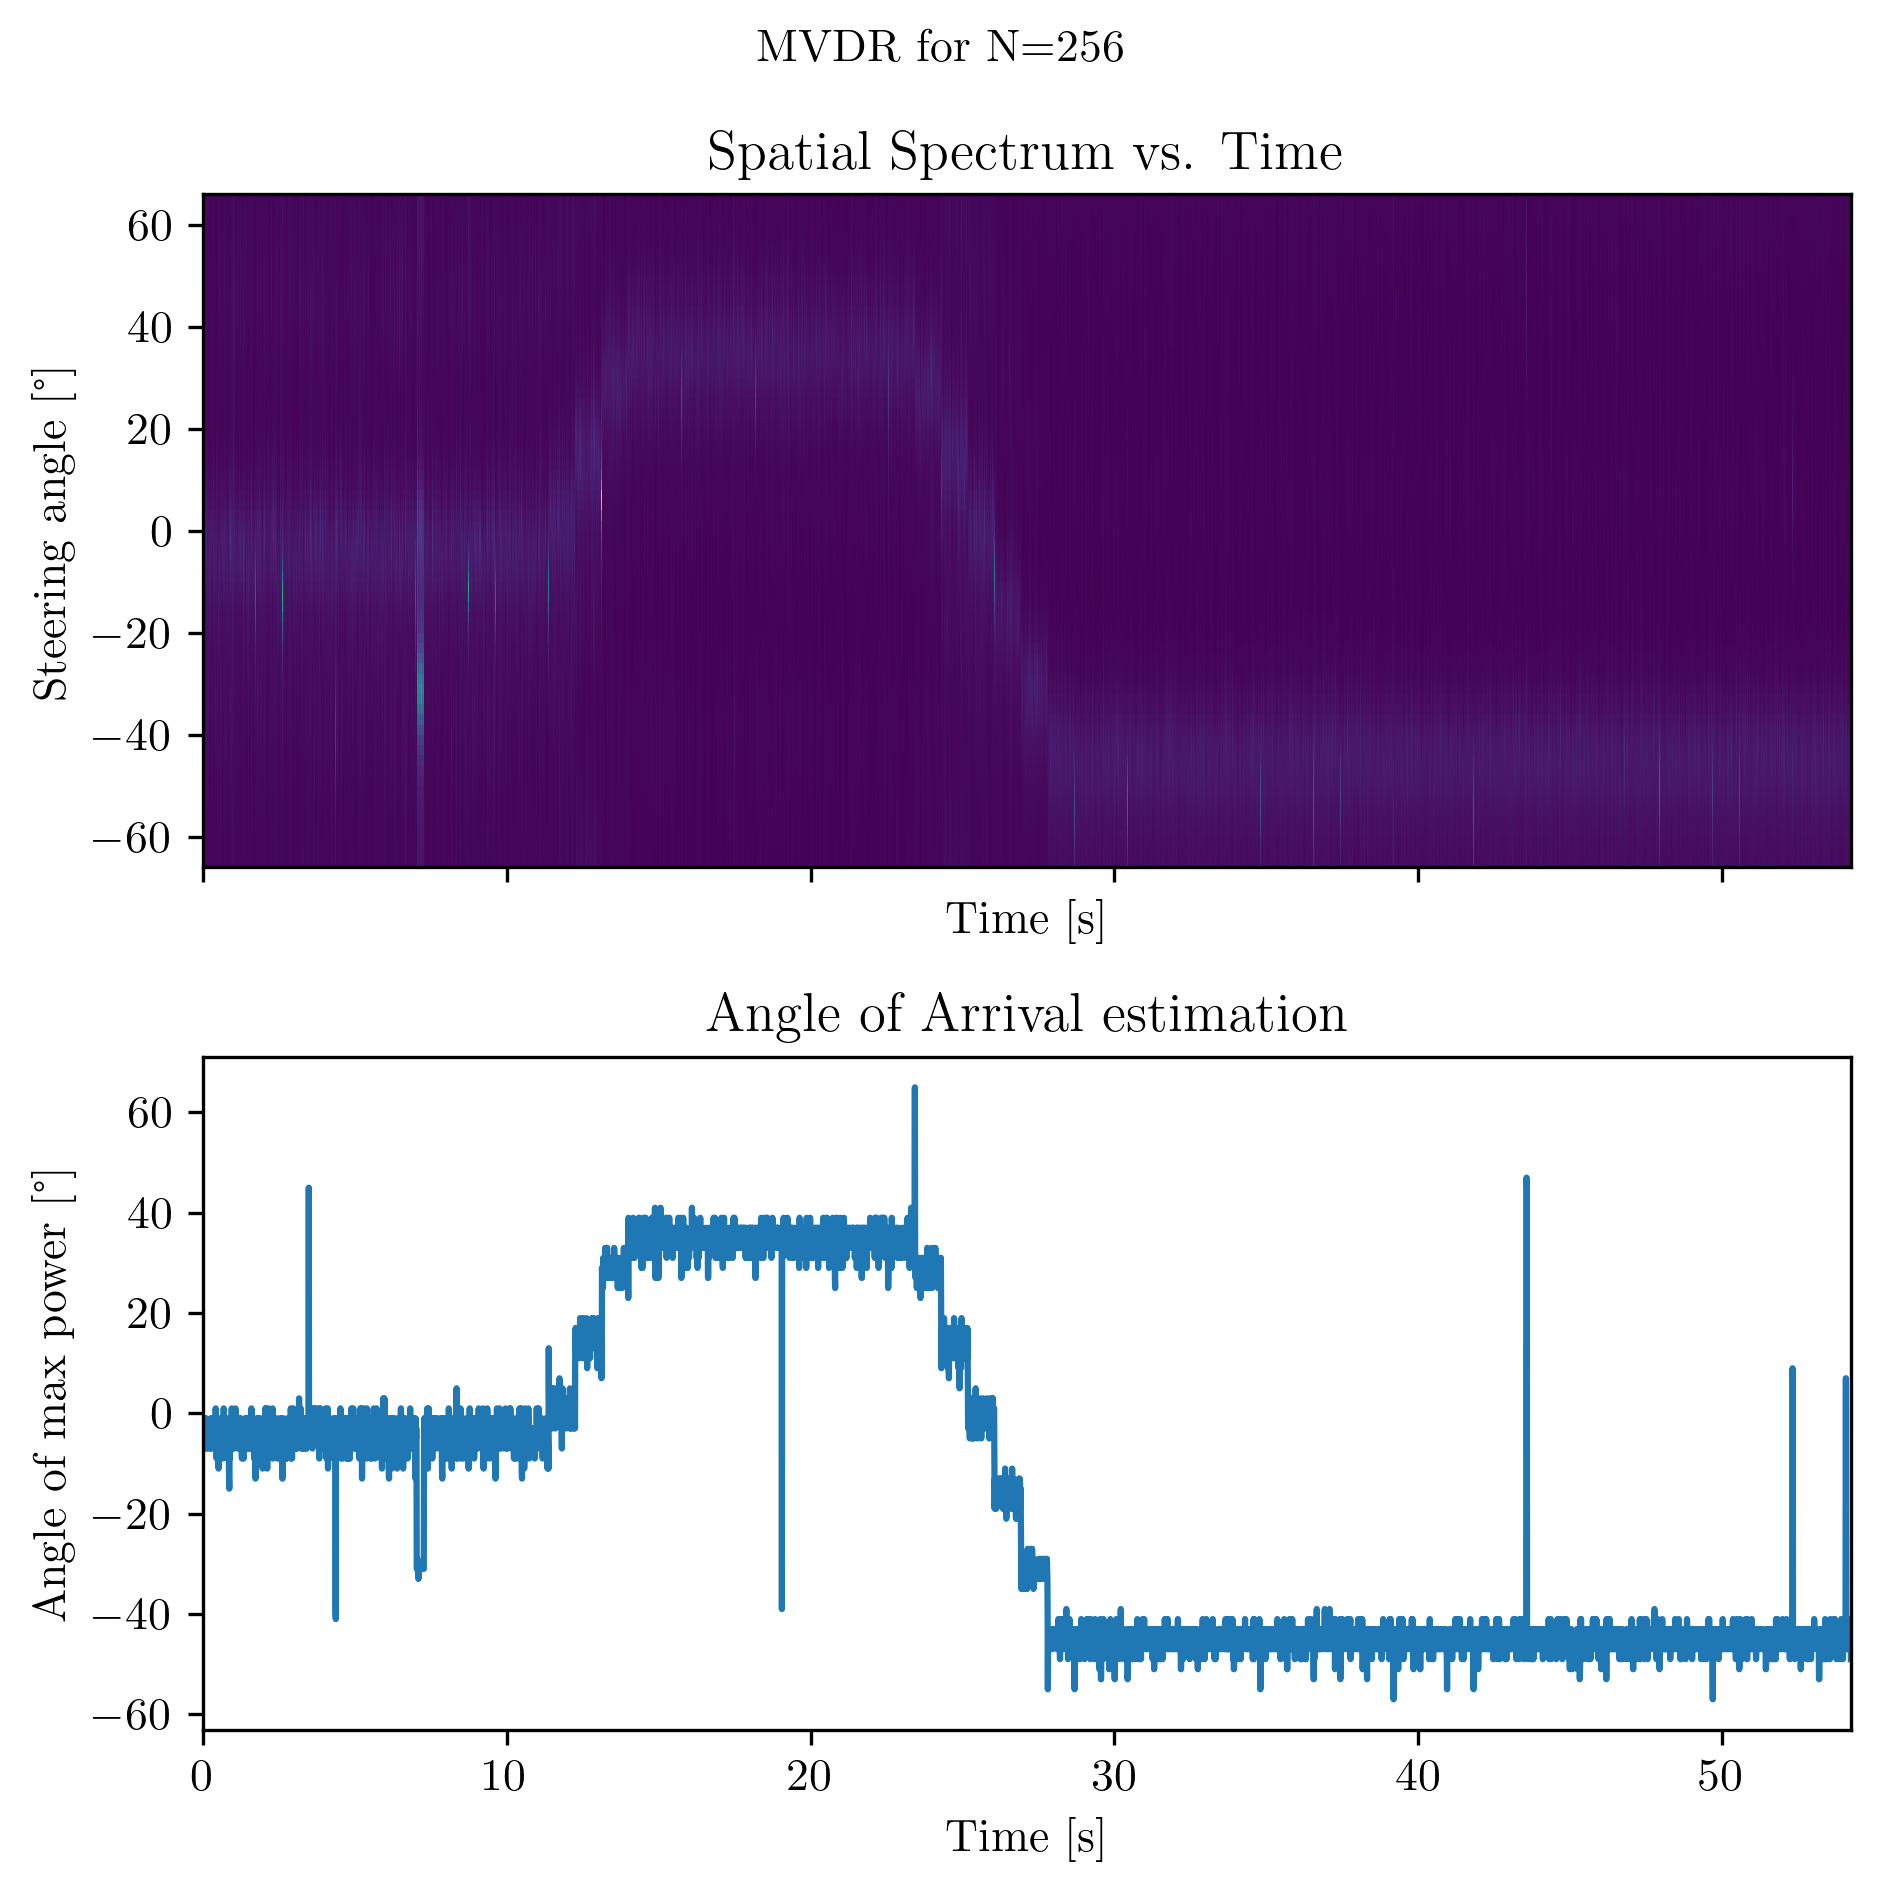 MVDR for N=256
Spatial Spectrum vs. Time
Steering angle [°]
60
40
20
0
−20
−40
−60
Time [s]
Angle of Arrival estimation
Angle of max power [°]
60
40
20
0
−20
−40
−60
0 10 20 30 40 50
Time [s]